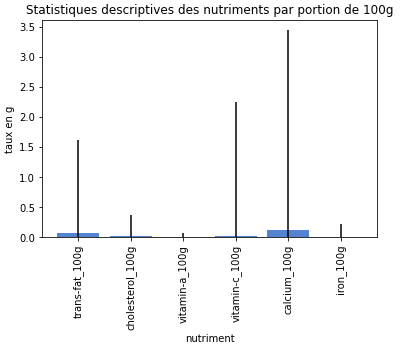 Statistiques descriptives des nutriments par portion de 100g
taux en g
3.5
3.0
2.5
2.0
1.5
1.0
0.5
0.0
trans-fat_100g
cholesterol_100g
vitamin-a_100g
vitamin-c_100g
calcium_100g
iron_100g
nutriment